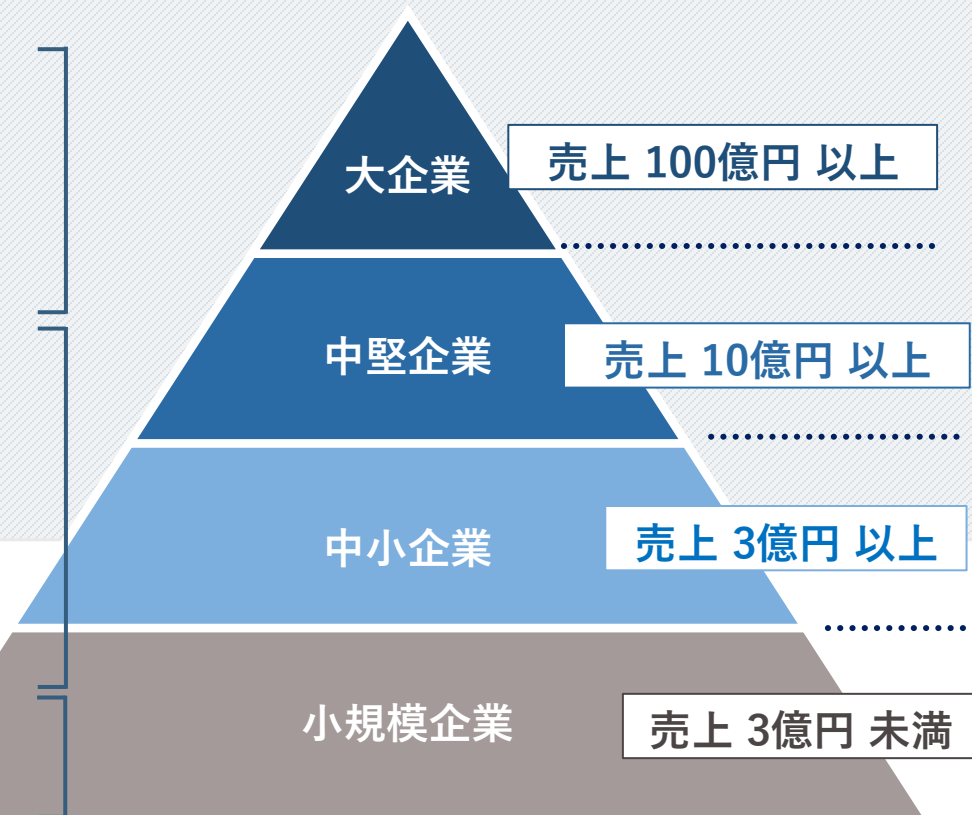 大企業
売上 100億円 以上
中堅企業
売上 10億円 以上
中小企業
売上 3億円 以上
小規模企業
売上 3億円 未満